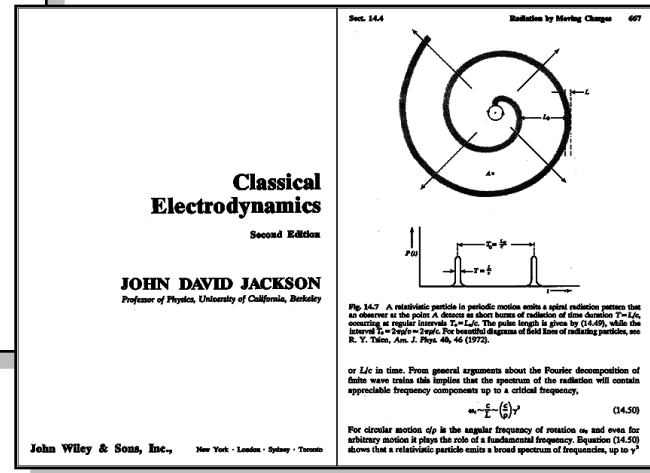 Classical
Electrodynamics
Second Edition
JOHN DAVID JACKSON
Professor of Physics, University of California, Berkeley
John Wiley & Sons, Inc.,
New York · London · Sydney · Toronto
Sect. 14.4 Radiation by Moving Charges 667
L
L₀
A
P(t)
T₀ = L₀/c
T = L/c
t
Fig. 14.7 A relativistic particle in periodic motion emits a spiral radiation pattern that
an observer at the point A detects as short bursts of radiation of time duration T = L/c,
occurring at regular intervals T₀ = L₀/c. The pulse length is given by (14.49), while the
interval T₀ = 2πρ/v ≃ 2πρ/c. For beautiful diagrams of field lines of radiating particles, see
R. Y. Tsien, Am. J. Phys. 40, 46 (1972).
or L/c in time. From general arguments about the Fourier decomposition of
finite wave trains this implies that the spectrum of the radiation will contain
appreciable frequency components up to a critical frequency,
ω_c ~ c/L ~ (c/ρ)γ³ (14.50)
For circular motion c/ρ is the angular frequency of rotation ω₀ and even for
arbitrary motion it plays the role of a fundamental frequency. Equation (14.50)
shows that a relativistic particle emits a broad spectrum of frequencies, up to γ³